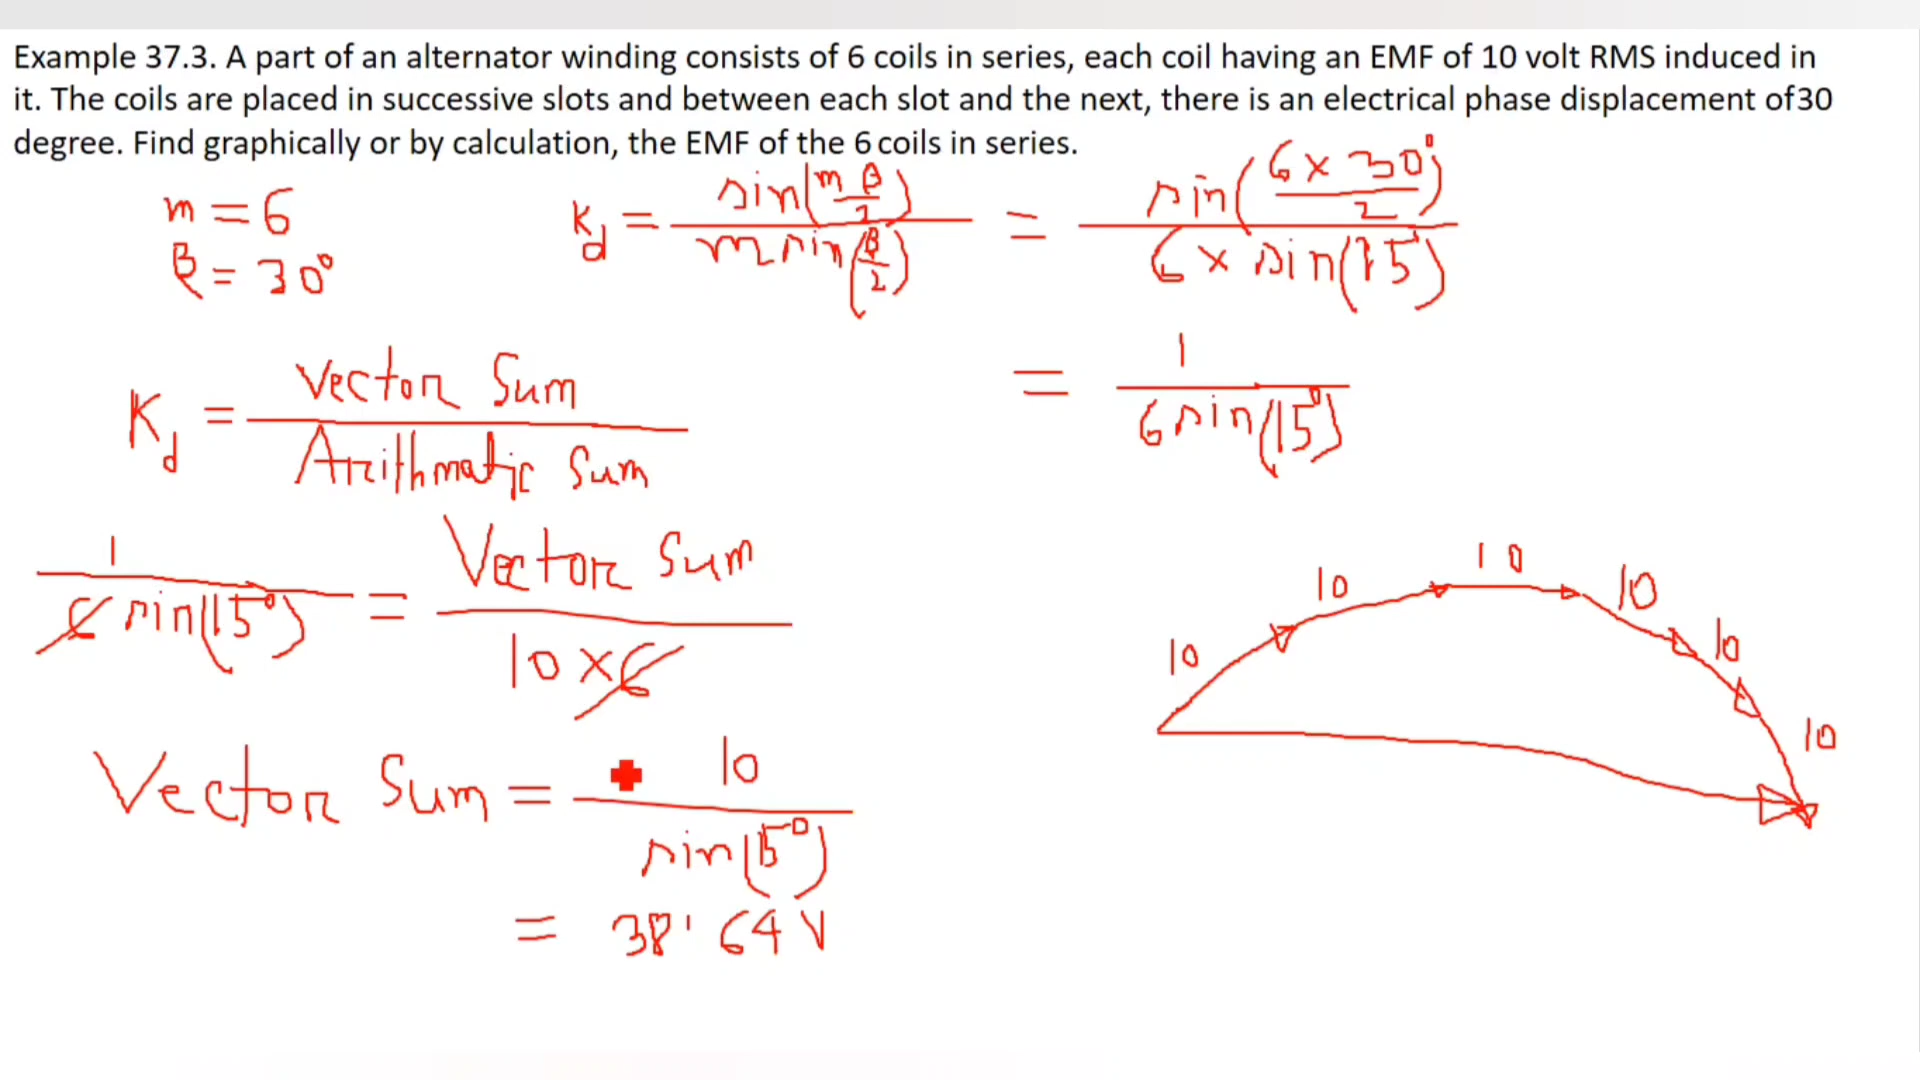 Example 37.3. A part of an alternator winding consists of 6 coils in series, each coil having an EMF of 10 volt RMS induced in
it. The coils are placed in successive slots and between each slot and the next, there is an electrical phase displacement of30
degree. Find graphically or by calculation, the EMF of the 6 coils in series.
m = 6
β = 30°
K_d = sin(mβ/2) / m sin(β/2) = sin(6 × 30°/2) / 6 × sin(15)
= 1 / 6 sin(15°)
K_d = Vector Sum / Arithmatic Sum
1 / 6 sin(15°) = Vector Sum / 10 × 6
Vector Sum = 10 / sin(15°)
= 38.64 V
10
10
10
10
10
10